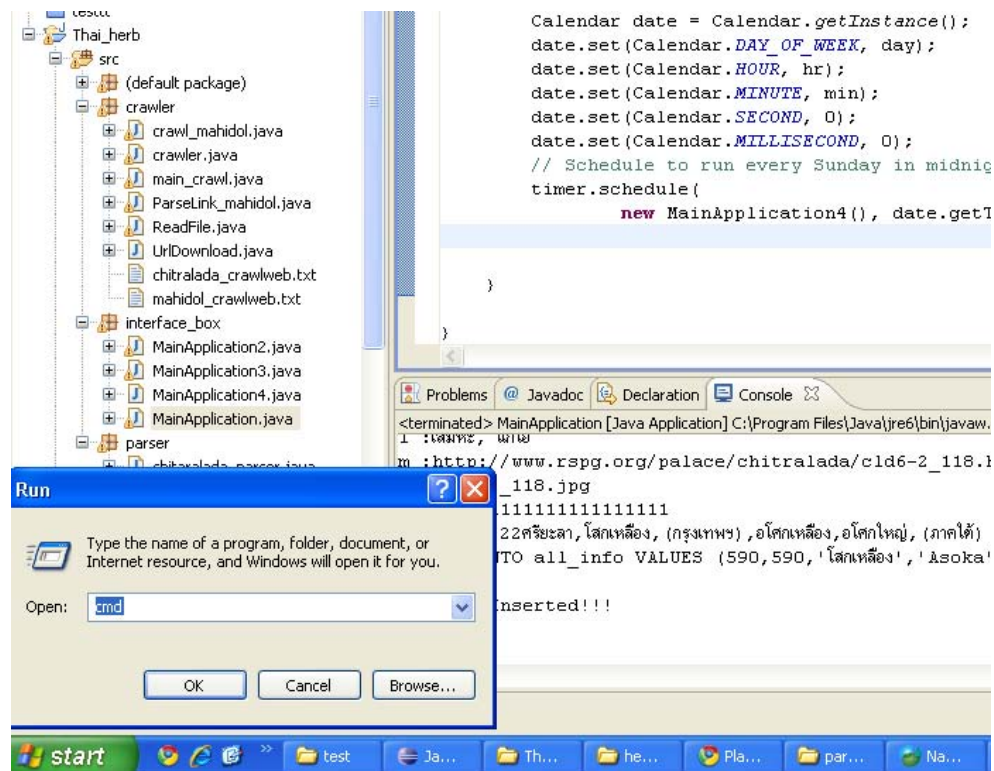 Thai_herb
src
(default package)
crawler
crawl_mahidol.java
crawler.java
main_crawl.java
ParseLink_mahidol.java
ReadFile.java
UrlDownload.java
chitralada_crawlweb.txt
mahidol_crawlweb.txt
interface_box
MainApplication2.java
MainApplication3.java
MainApplication4.java
MainApplication.java
parser
Calendar date = Calendar.getInstance();
date.set(Calendar.DAY_OF_WEEK, day);
date.set(Calendar.HOUR, hr);
date.set(Calendar.MINUTE, min);
date.set(Calendar.SECOND, 0);
date.set(Calendar.MILLISECOND, 0);
// Schedule to run every Sunday in midnig
timer.schedule(
new MainApplication4(), date.getT
}
}
Problems @ Javadoc Declaration Console
<terminated> MainApplication [Java Application] C:\Program Files\Java\jre6\bin\javaw.
m :http://www.rspg.org/palace/chitralada/cld6-2_118.h
_118.jpg
22ศรียะลา,โสกเหลือง, (กรุงเทพฯ) ,อโศกเหลือง,อโศกใหญ่, (ภาคใต้)
TO all_info VALUES (590,590,'โสกเหลือง','Asoka'
nserted!!!
Run
Type the name of a program, folder, document, or
Internet resource, and Windows will open it for you.
Open: cmd
OK Cancel Browse...
start test Ja... Th... he... Pla... par... Na...